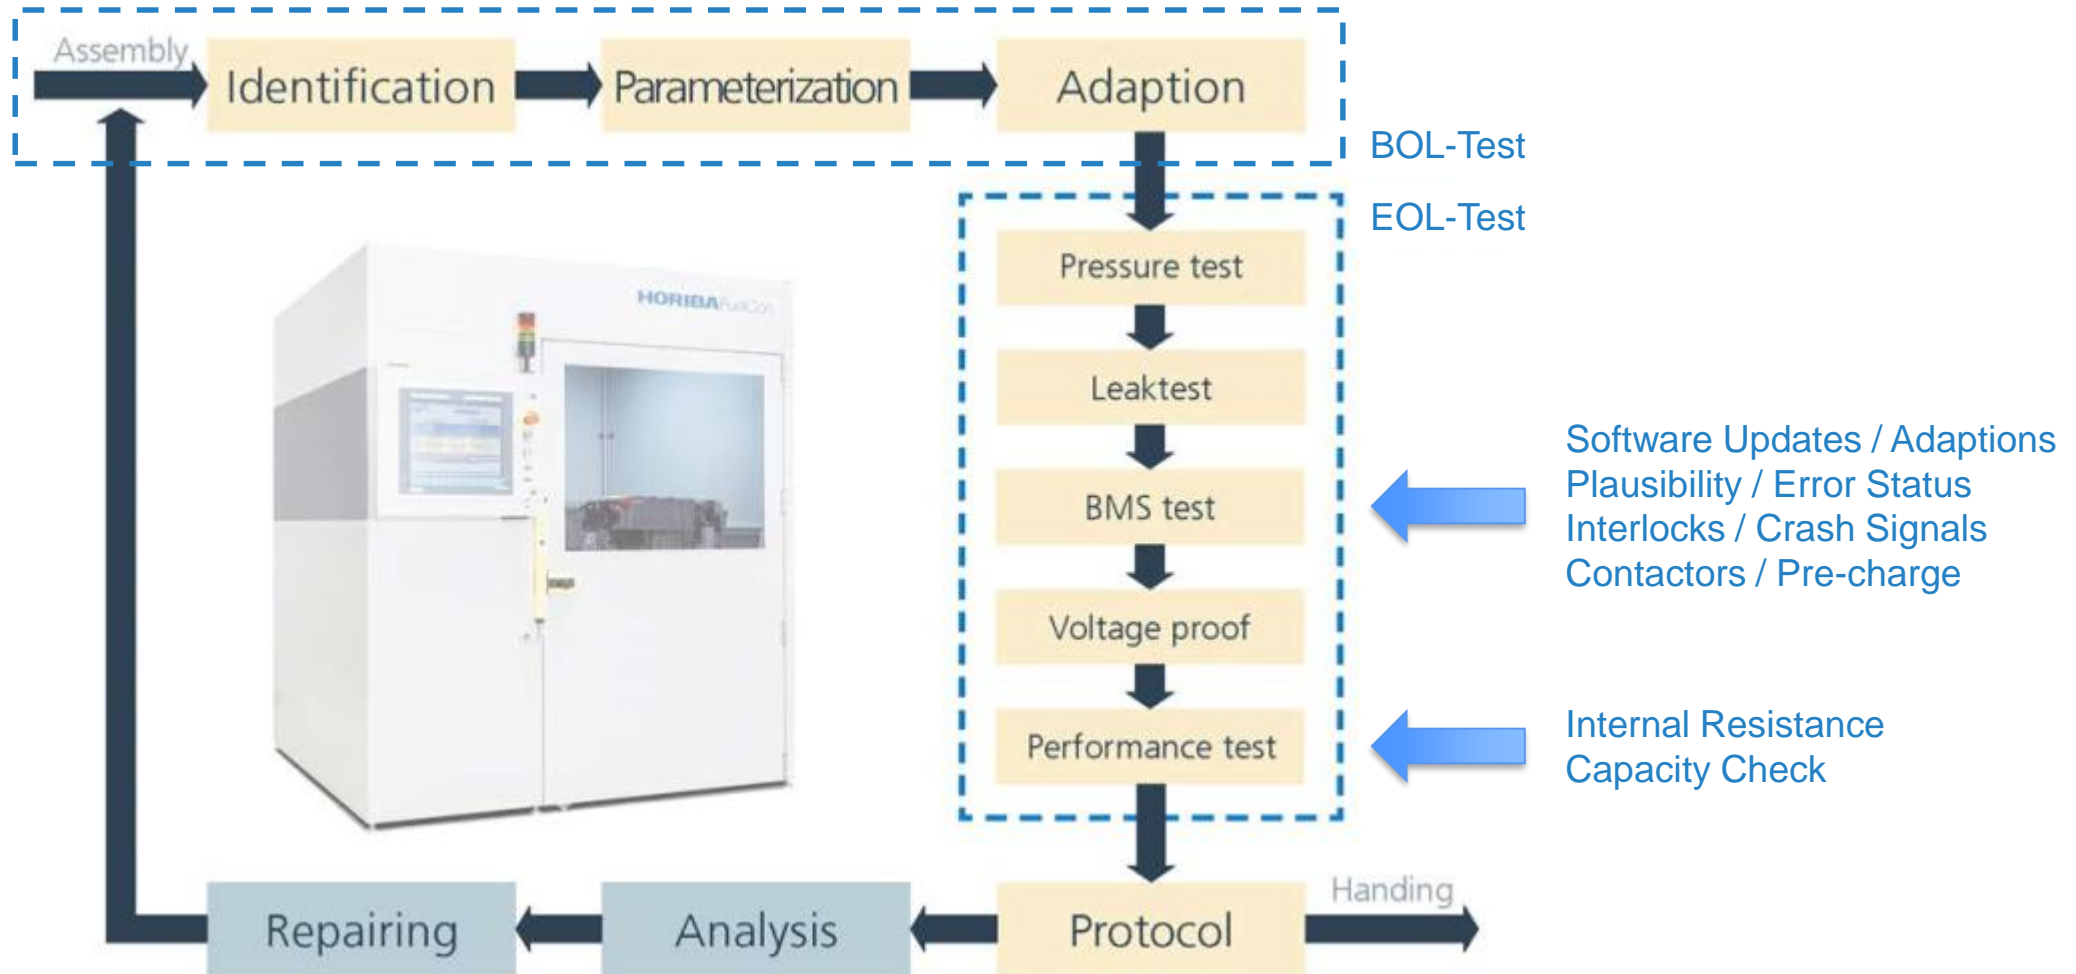 Assembly
Identification
Parameterization
Adaption
BOL-Test
EOL-Test
Pressure test
HORIBA FuelCon
Leaktest
BMS test
Software Updates / Adaptions
Plausibility / Error Status
Interlocks / Crash Signals
Contactors / Pre-charge
Voltage proof
Performance test
Internal Resistance
Capacity Check
Handing
Repairing
Analysis
Protocol